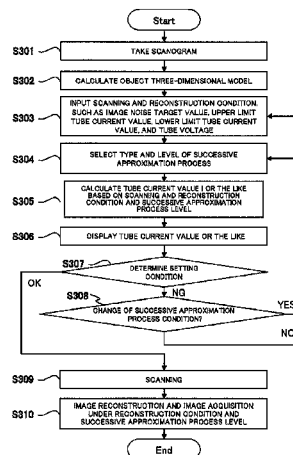 Start
S301
TAKE SCANOGRAM
S302
CALCULATE OBJECT THREE-DIMENSIONAL MODEL
S303
INPUT SCANNING AND RECONSTRUCTION CONDITION,
SUCH AS IMAGE NOISE TARGET VALUE, UPPER LIMIT
TUBE CURRENT VALUE, LOWER LIMIT TUBE CURRENT
VALUE, AND TUBE VOLTAGE
S304
SELECT TYPE AND LEVEL OF SUCCESSIVE
APPROXIMATION PROCESS
S305
CALCULATE TUBE CURRENT VALUE I OR THE LIKE
BASED ON SCANNING AND RECONSTRUCTION
CONDITION AND SUCCESSIVE APPROXIMATION
PROCESS LEVEL
S306
DISPLAY TUBE CURRENT VALUE OR THE LIKE
S307
DETERMINE SETTING
CONDITION
OK
NG
S308
CHANGE OF SUCCESSIVE APPROXIMATION
PROCESS CONDITION?
YES
NO
S309
SCANNING
S310
IMAGE RECONSTRUCTION AND IMAGE ACQUISITION
UNDER RECONSTRUCTION CONDITION AND
SUCCESSIVE APPROXIMATION PROCESS LEVEL
End